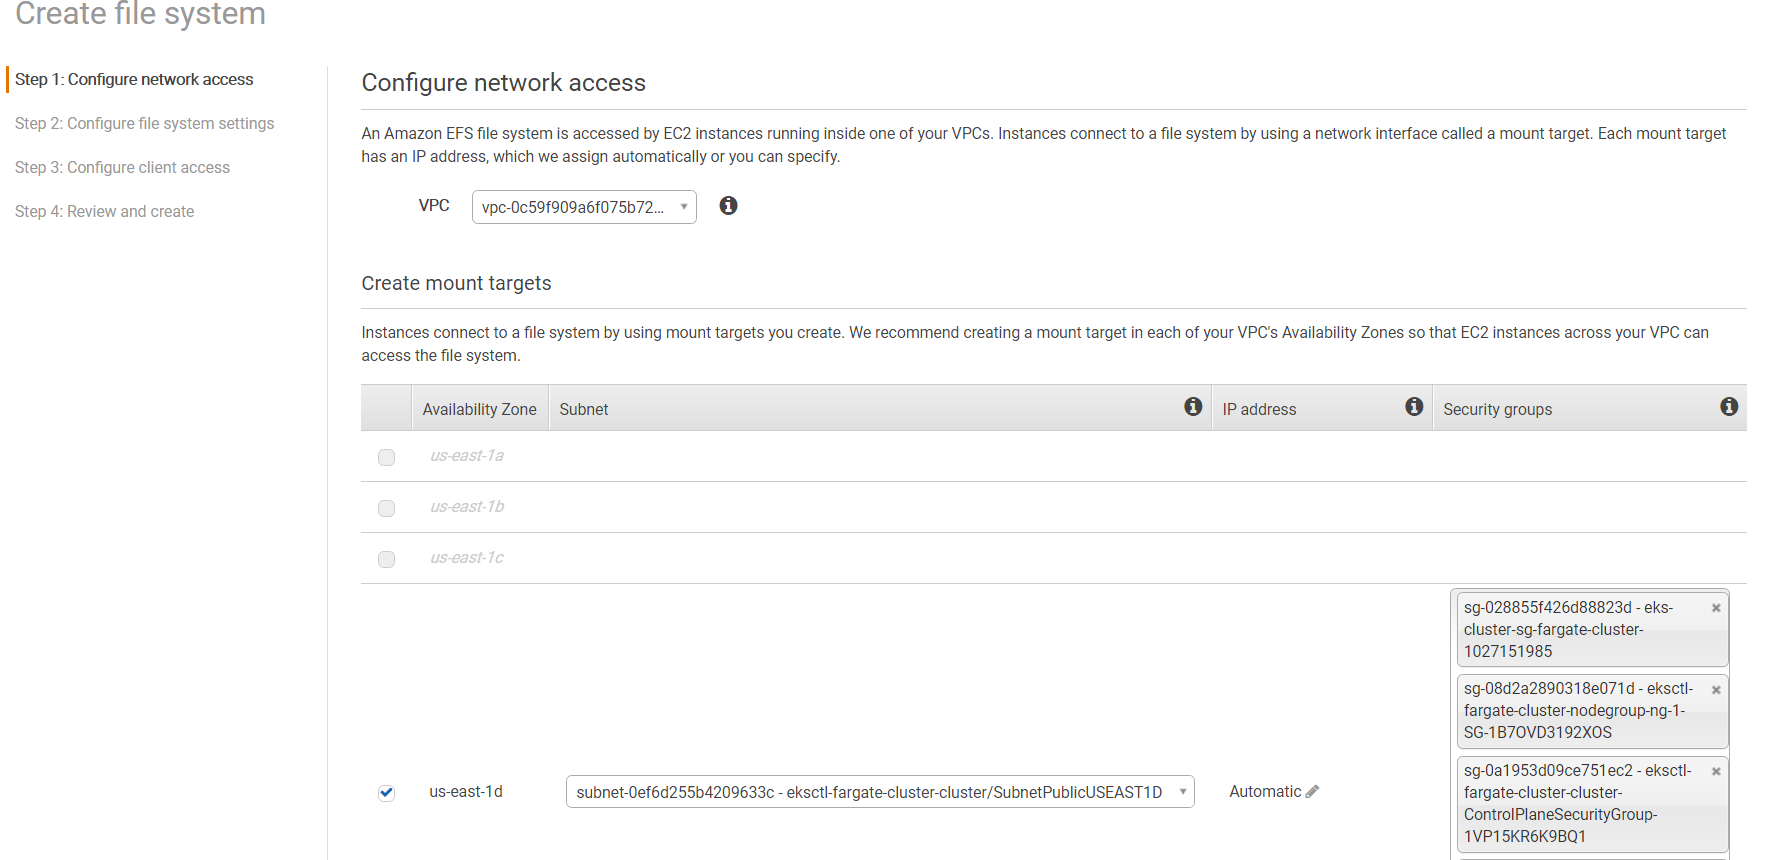 Create file system
Step 1: Configure network access
Step 2: Configure file system settings
Step 3: Configure client access
Step 4: Review and create
Configure network access
An Amazon EFS file system is accessed by EC2 instances running inside one of your VPCs. Instances connect to a file system by using a network interface called a mount target. Each mount target
has an IP address, which we assign automatically or you can specify.
VPC
vpc-0c59f909a6f075b72...
Create mount targets
Instances connect to a file system by using mount targets you create. We recommend creating a mount target in each of your VPC's Availability Zones so that EC2 instances across your VPC can
access the file system.
Availability Zone
Subnet
IP address
Security groups
us-east-1a
us-east-1b
us-east-1c
us-east-1d
subnet-0ef6d255b4209633c - eksctl-fargate-cluster-cluster/SubnetPublicUSEAST1D
Automatic
sg-028855f426d88823d - eks-
cluster-sg-fargate-cluster-
1027151985
sg-08d2a2890318e071d - eksctl-
fargate-cluster-nodegroup-ng-1-
SG-1B7OVD3192XOS
sg-0a1953d09ce751ec2 - eksctl-
fargate-cluster-cluster-
ControlPlaneSecurityGroup-
1VP15KR6K9BQ1